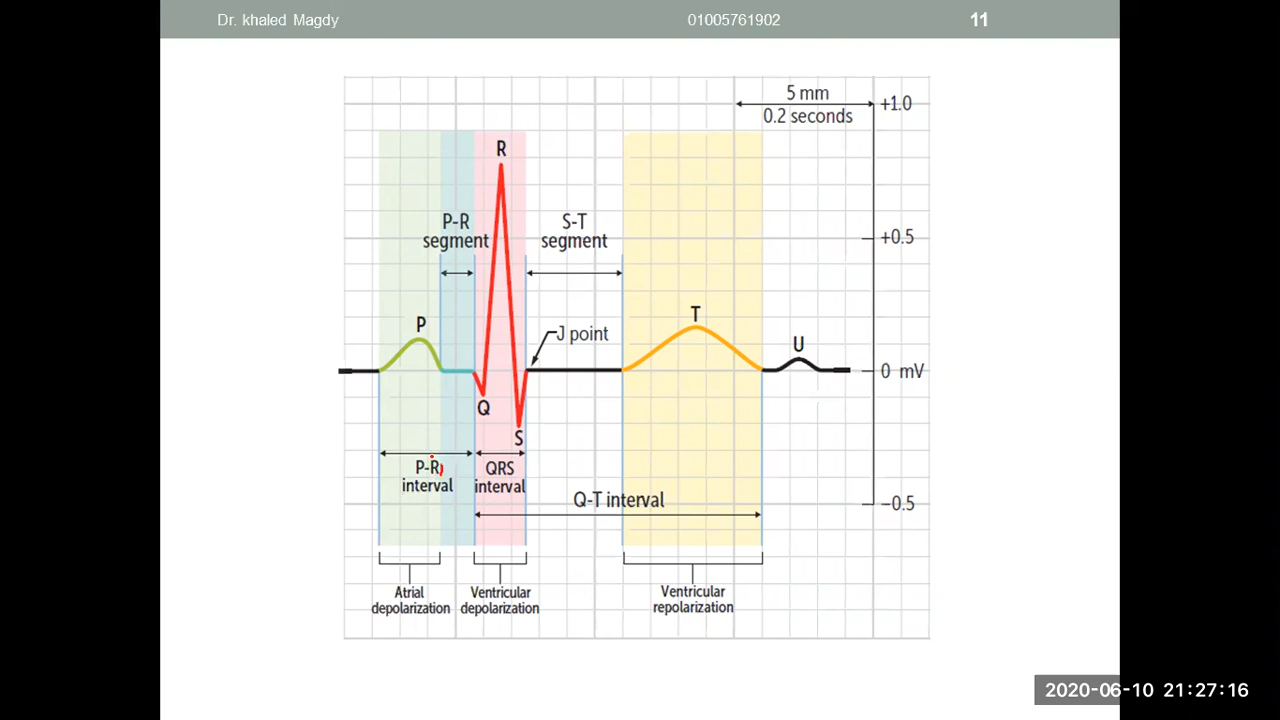 Dr. khaled Magdy
01005761902
11
5 mm
0.2 seconds
+1.0
R
P-R
segment
S-T
segment
+0.5
P
J point
T
U
0 mV
Q
S
P-R
interval
QRS
interval
Q-T interval
-0.5
Atrial
depolarization
Ventricular
depolarization
Ventricular
repolarization
2020-06-10 21:27:16